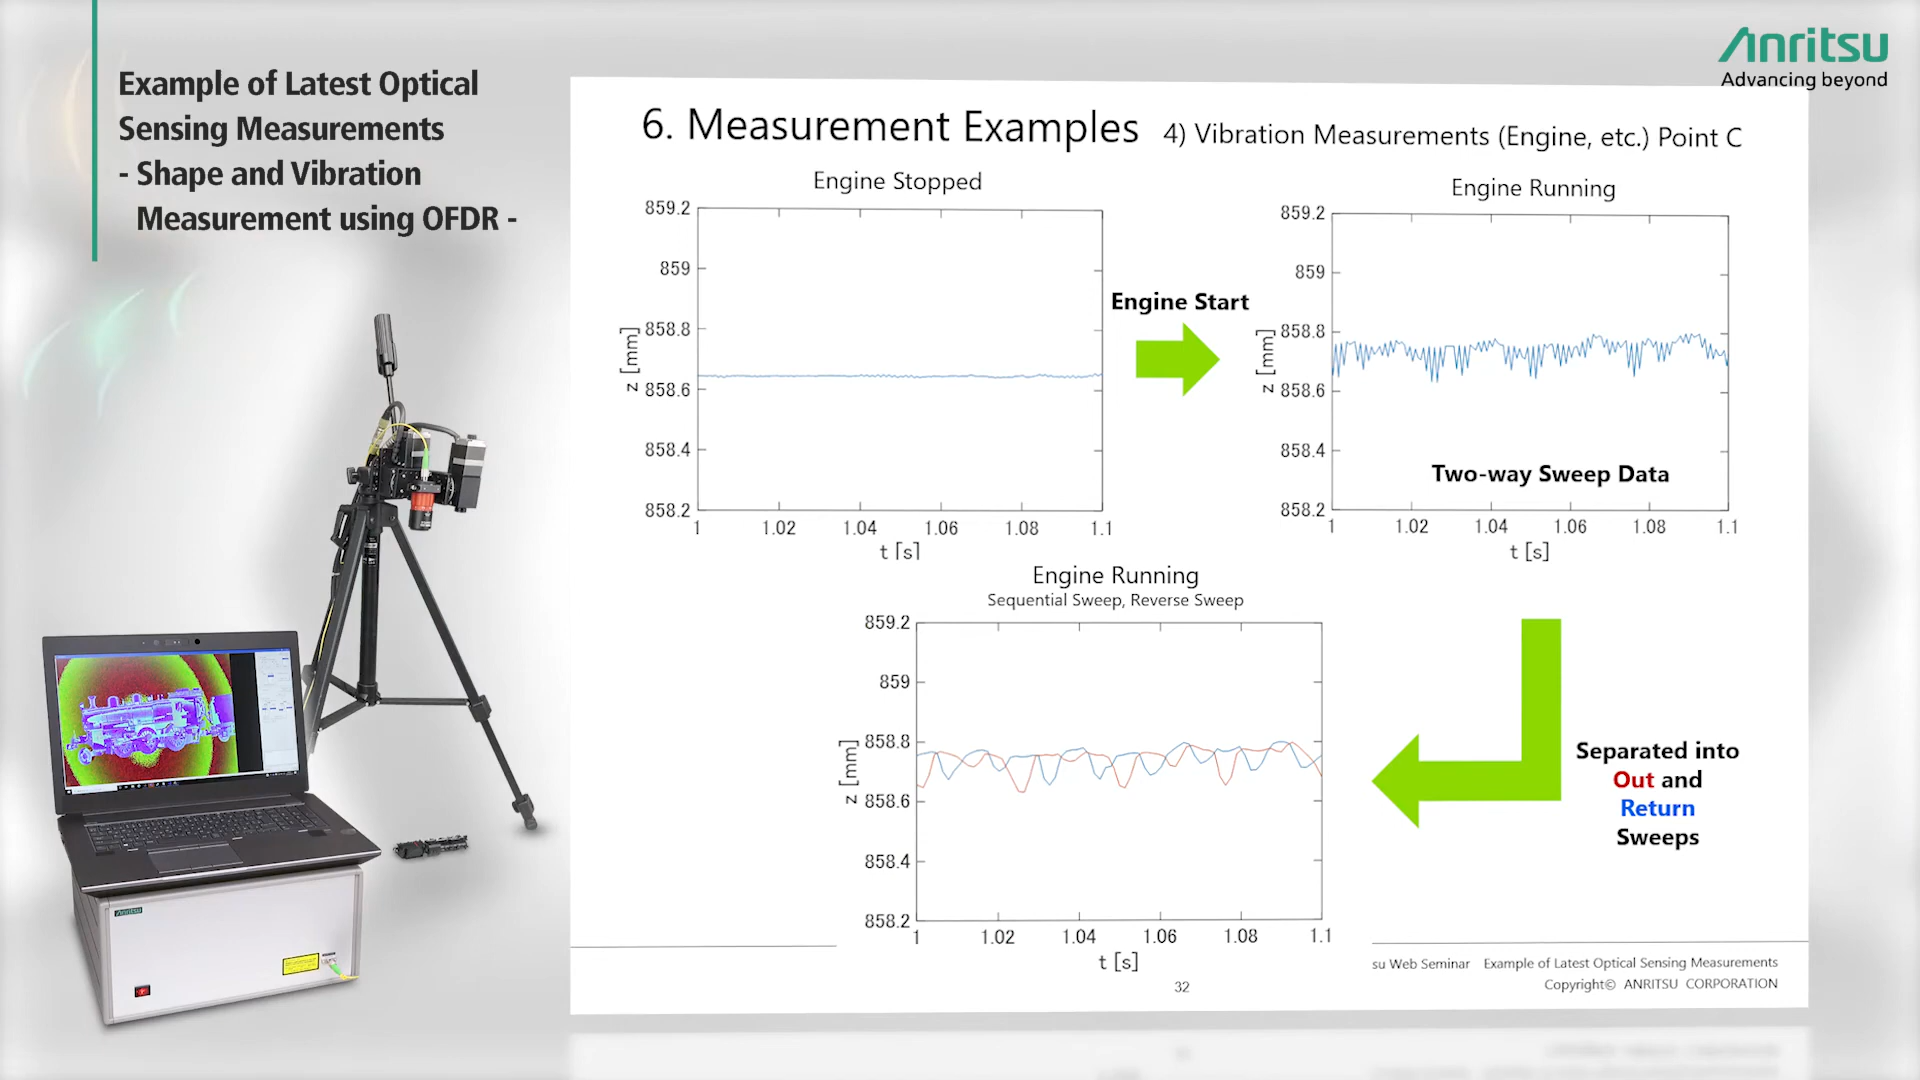 Example of Latest Optical
Sensing Measurements
- Shape and Vibration
Measurement using OFDR -
Anritsu
Advancing beyond
6. Measurement Examples 4) Vibration Measurements (Engine, etc.) Point C
Engine Stopped
859.2
859
858.8
858.6
858.4
858.2
z [mm]
1 1.02 1.04 1.06 1.08 1.1
t [s]
Engine Start
Engine Running
859.2
859
858.8
858.6
858.4
858.2
z [mm]
Two-way Sweep Data
1 1.02 1.04 1.06 1.08 1.1
t [s]
Engine Running
Sequential Sweep, Reverse Sweep
859.2
859
858.8
858.6
858.4
858.2
z [mm]
1 1.02 1.04 1.06 1.08 1.1
t [s]
Separated into
Out and
Return
Sweeps
su Web Seminar Example of Latest Optical Sensing Measurements
Copyright© ANRITSU CORPORATION
32
Anritsu